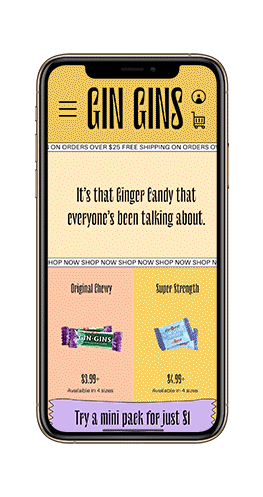 GIN GINS
S ON ORDERS OVER $25 FREE SHIPPING ON ORDERS OV
It's that Ginger Candy that
everyone's been talking about.
HOP NOW SHOP NOW SHOP NOW SHOP NOW SHOP N
Original Chewy
Super Strength
GIN·GINS
$3.99+
$4.99+
Available in 4 sizes
Available in 4 sizes
Try a mini pack for just $1